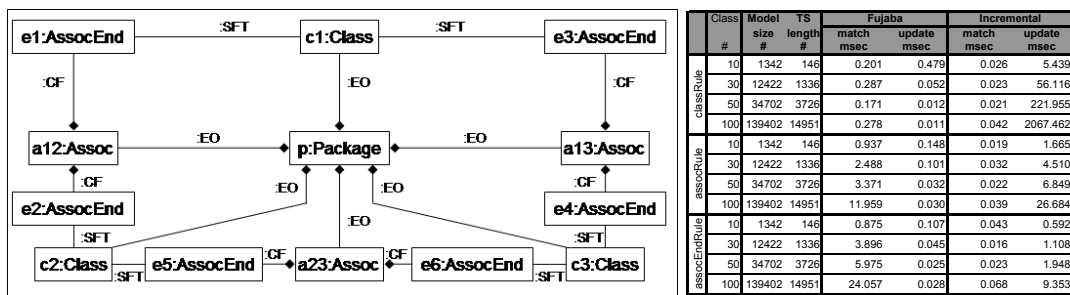 :SFT :SFT
e1:AssocEnd c1:Class e3:AssocEnd
:CF :EO :CF
:EO :EO
a12:Assoc p:Package a13:Assoc
:CF :EO :EO :CF
e2:AssocEnd :EO e4:AssocEnd
:SFT :CF :CF :SFT
c2:Class e5:AssocEnd a23:Assoc e6:AssocEnd c3:Class
:SFT :SFT
Class Model TS Fujaba Incremental
size length match update match update
# # # msec msec msec msec
classRule
10 1342 146 0.201 0.479 0.026 5.439
30 12422 1336 0.287 0.052 0.023 56.116
50 34702 3726 0.171 0.012 0.021 221.955
100 139402 14951 0.278 0.011 0.042 2067.462
assocRule
10 1342 146 0.937 0.148 0.019 1.665
30 12422 1336 2.488 0.101 0.032 4.510
50 34702 3726 3.371 0.032 0.022 6.849
100 139402 14951 11.959 0.030 0.039 26.684
assocEndRule
10 1342 146 0.875 0.107 0.043 0.592
30 12422 1336 3.896 0.045 0.016 1.108
50 34702 3726 5.975 0.025 0.023 1.948
100 139402 14951 24.057 0.028 0.068 9.353